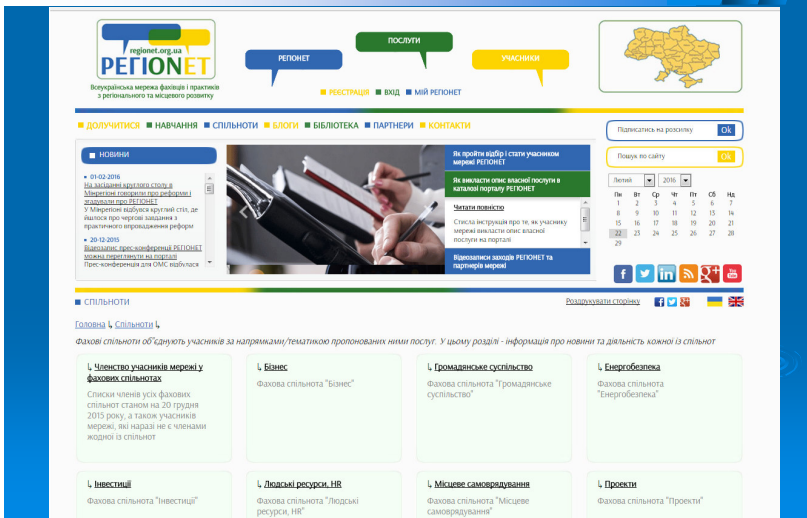 regionet.org.ua
РЕГІОNET
Всеукраїнська мережа фахівців і практиків
з регіонального та місцевого розвитку
РЕГІОНЕТ
ПОСЛУГИ
УЧАСНИКИ
РЕЄСТРАЦІЯ ВХІД МІЙ РЕГІОNET
ДОЛУЧИТИСЯ НАВЧАННЯ СПІЛЬНОТИ БЛОГИ БІБЛІОТЕКА ПАРТНЕРИ КОНТАКТИ
НОВИНИ
01-02-2016
На засіданні круглого столу в
Мінрегіоні говорили про реформи і
згадували про РЕГІОNET
У Мінрегіоні відбувся круглий стіл, де
йшлося про чергові завдання з
практичного впровадження реформ
20-12-2015
Відеозапис прес-конференції РЕГІОNET
можна переглянути на порталі
Прес-конференція для ОМС відбулася
Як пройти відбір і стати учасником
мережі РЕГІОNET
Як викласти опис власної послуги в
каталозі порталу РЕГІОNET
Читати повністю
Стисла інструкція про те, як учаснику
мережі викласти опис власної
послуги на порталі
Відеозаписи заходів РЕГІОNET та
партнерів мережі
Підписатись на розсилку Ok
Пошук по сайту Ok
Лютий 2016
Пн Вт Ср Чт Пт Сб Нд
1 2 3 4 5 6 7
8 9 10 11 12 13 14
15 16 17 18 19 20 21
22 23 24 25 26 27 28
29
СПІЛЬНОТИ
Роздрукувати сторінку
Головна Спільноти
Фахові спільноти об'єднують учасників за напрямками/тематикою пропонованих ними послуг. У цьому розділі - інформація про новини та діяльність кожної із спільнот
Членство учасників мережі у
фахових спільнотах
Списки членів усіх фахових
спільнот станом на 20 грудня
2015 року, а також учасників
мережі, які наразі не є членами
жодної із спільнот
Бізнес
Фахова спільнота "Бізнес"
Громадянське суспільство
Фахова спільнота "Громадянське
суспільство"
Енергобезпека
Фахова спільнота
"Енергобезпека"
Інвестиції
Фахова спільнота "Інвестиції"
Людські ресурси, HR
Фахова спільнота "Людські
ресурси, HR"
Місцеве самоврядування
Фахова спільнота "Місцеве
самоврядування"
Проекти
Фахова спільнота "Проекти"